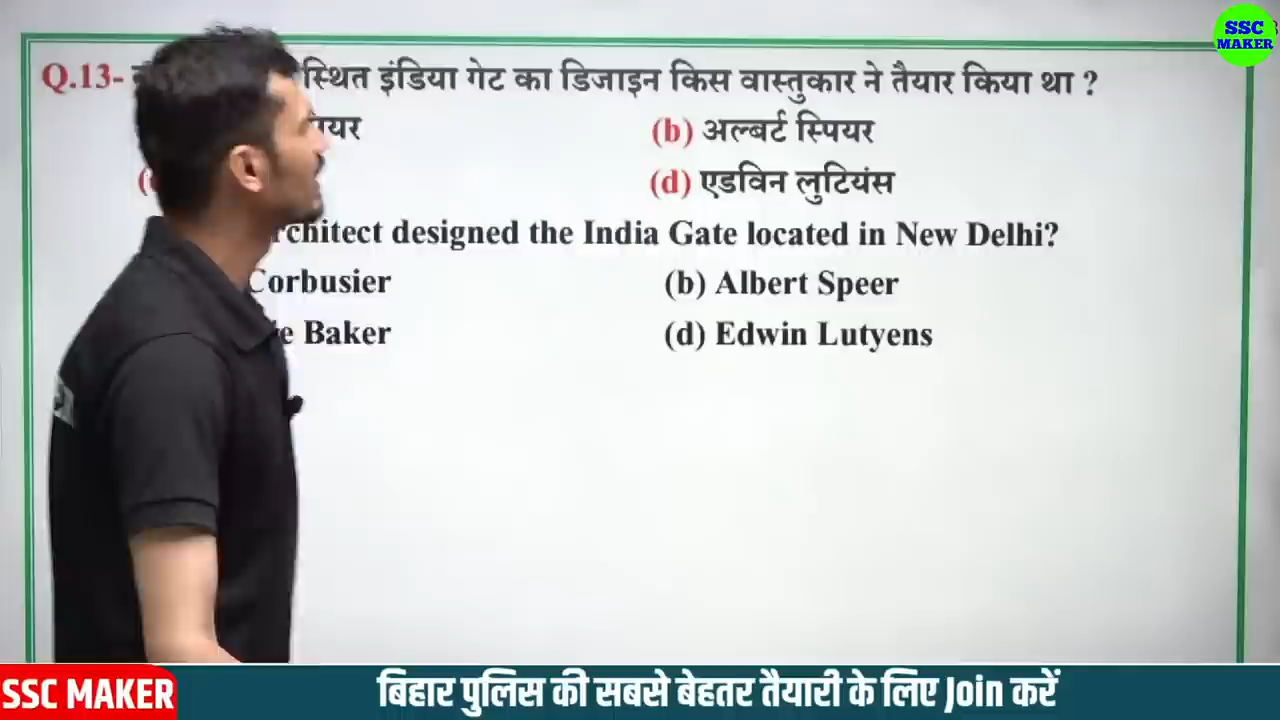 SSC
MAKER
Q.13- स्थित इंडिया गेट का डिजाइन किस वास्तुकार ने तैयार किया था ?
(b) अल्बर्ट स्पियर
(d) एडविन लुटियंस
designed the India Gate located in New Delhi?
Corbusier (b) Albert Speer
Baker (d) Edwin Lutyens
SSC MAKER बिहार पुलिस की सबसे बेहतर तैयारी के लिए Join करें